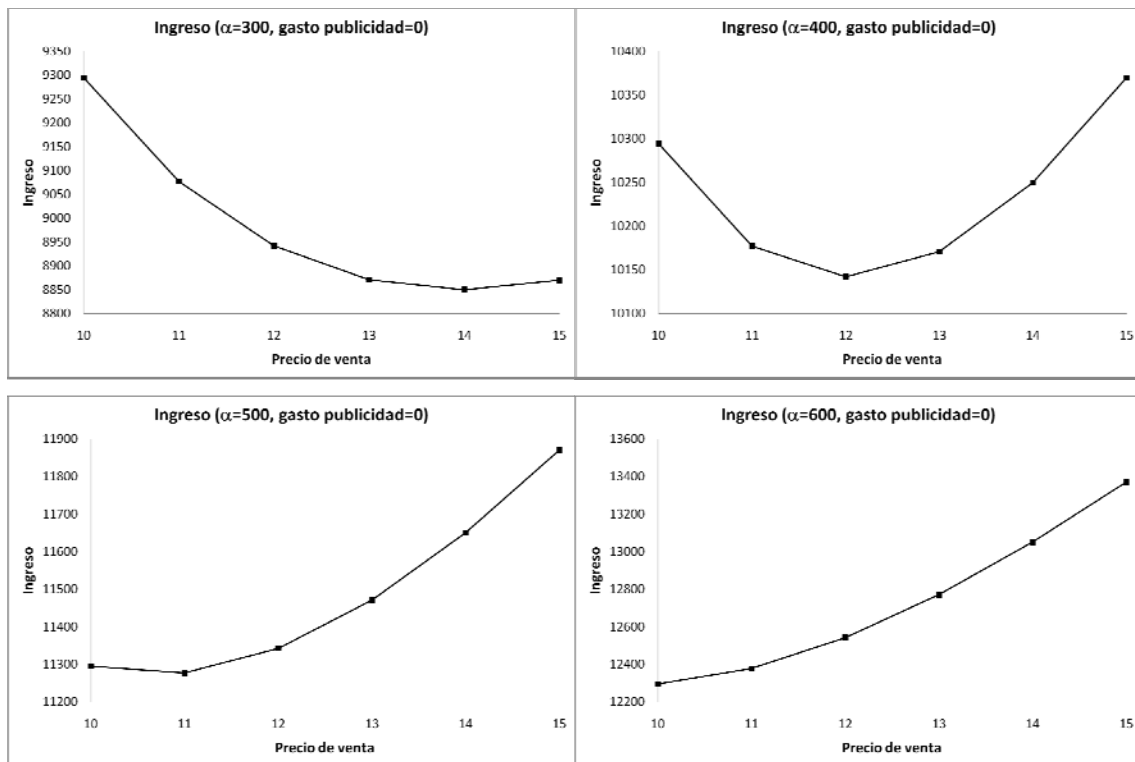 Ingreso (α=300, gasto publicidad=0)
9350
9300
9250
9200
9150
9100
9050
9000
8950
8900
8850
8800
Ingreso
10 11 12 13 14 15
Precio de venta
Ingreso (α=400, gasto publicidad=0)
10400
10350
10300
10250
10200
10150
10100
Ingreso
10 11 12 13 14 15
Precio de venta
Ingreso (α=500, gasto publicidad=0)
11900
11800
11700
11600
11500
11400
11300
11200
Ingreso
10 11 12 13 14 15
Precio de venta
Ingreso (α=600, gasto publicidad=0)
13600
13400
13200
13000
12800
12600
12400
12200
Ingreso
10 11 12 13 14 15
Precio de venta